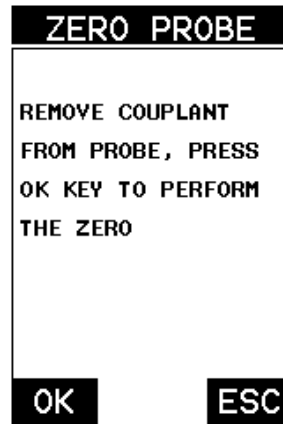 ZERO PROBE
REMOVE COUPLANT
FROM PROBE, PRESS
OK KEY TO PERFORM
THE ZERO
OK ESC